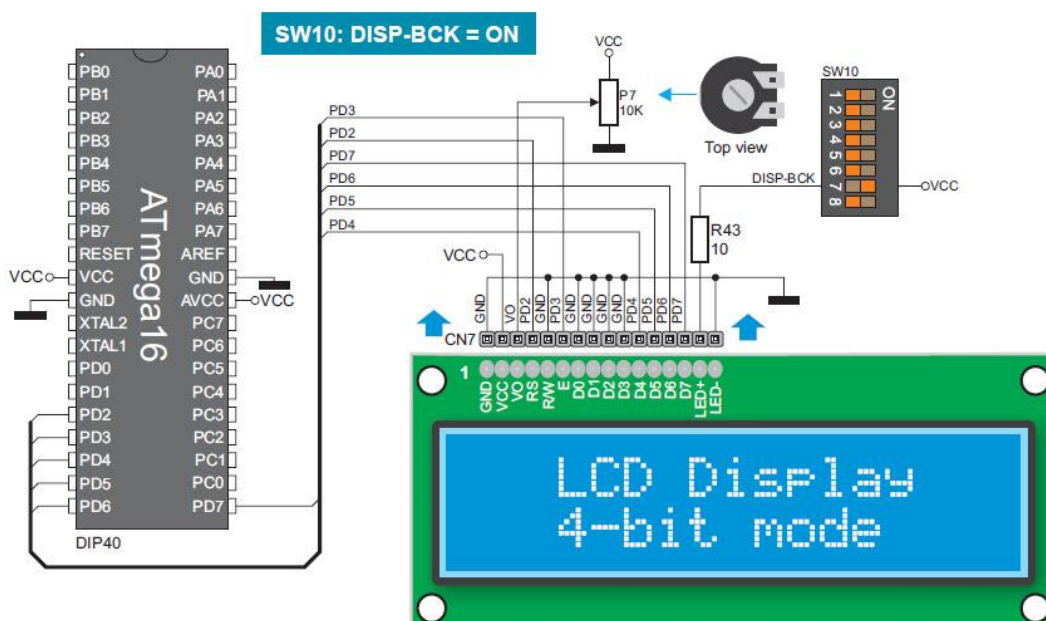 SW10: DISP-BCK = ON
VCC
P7
10K
Top view
SW10
ON
1
2
3
4
5
6
7
8
VCC
DISP-BCK
R43
10
PD3
PD2
PD7
PD6
PD5
PD4
PB0 PA0
PB1 PA1
PB2 PA2
PB3 PA3
PB4 PA4
PB5 PA5
PB6 PA6
PB7 PA7
RESET AREF
VCC VCC GND
GND AVCC VCC
XTAL2 PC7
XTAL1 PC6
PD0 PC5
PD1 PC4
PD2 PC3
PD3 PC2
PD4 PC1
PD5 PC0
PD6 PD7
ATmega16
DIP40
VCC
GND VO PD2 GND PD3 GND GND GND GND PD4 PD5 PD6 PD7
CN7
1
GND VCC VO RS R/W E D0 D1 D2 D3 D4 D5 D6 D7 LED+ LED-
LCD Display
4-bit mode